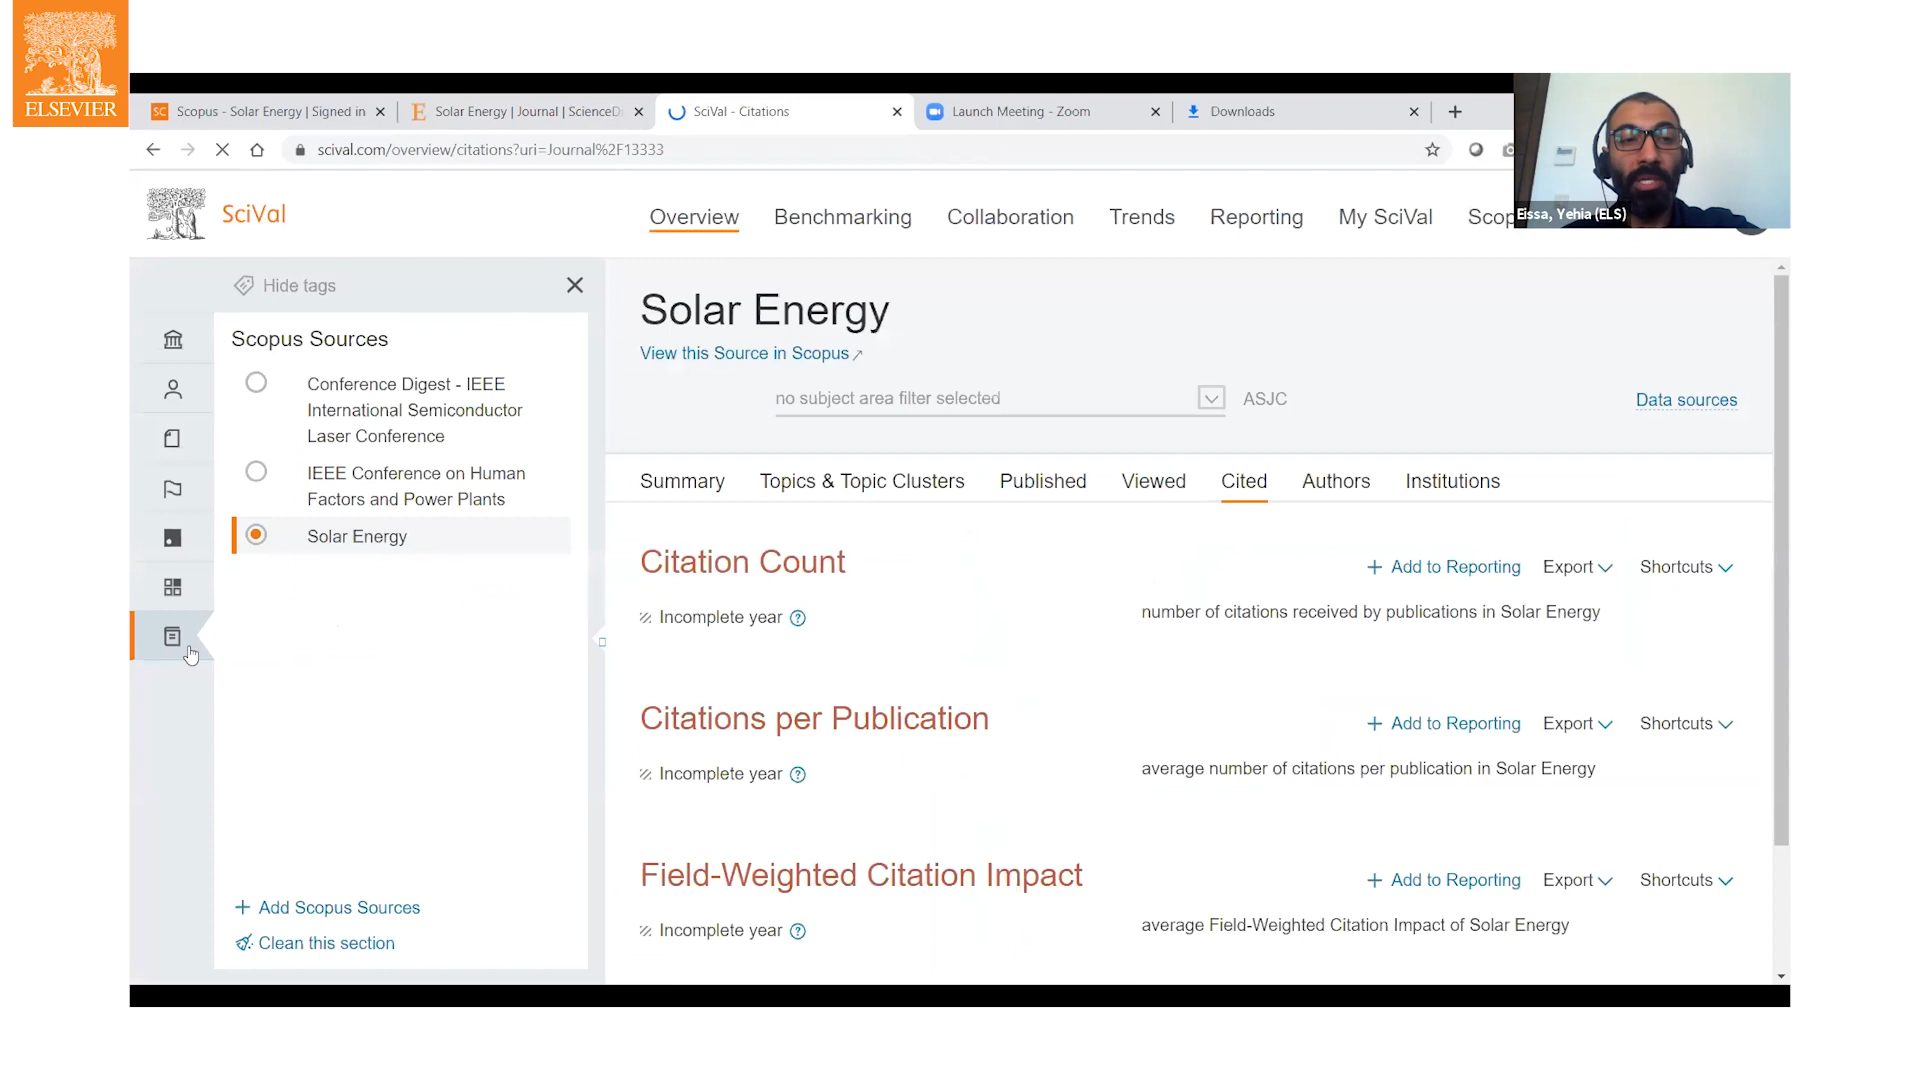 ELSEVIER
SC Scopus - Solar Energy | Signed in
E Solar Energy | Journal | ScienceD
SciVal - Citations
Launch Meeting - Zoom
Downloads
scival.com/overview/citations?uri=Journal%2F13333
SciVal
Overview Benchmarking Collaboration Trends Reporting My SciVal Scop
Eissa, Yehia (ELS)
Hide tags
Scopus Sources
Conference Digest - IEEE
International Semiconductor
Laser Conference
IEEE Conference on Human
Factors and Power Plants
Solar Energy
+ Add Scopus Sources
Clean this section
Solar Energy
View this Source in Scopus
no subject area filter selected
ASJC
Data sources
Summary Topics & Topic Clusters Published Viewed Cited Authors Institutions
Citation Count
+ Add to Reporting Export Shortcuts
Incomplete year ?
number of citations received by publications in Solar Energy
Citations per Publication
+ Add to Reporting Export Shortcuts
Incomplete year ?
average number of citations per publication in Solar Energy
Field-Weighted Citation Impact
+ Add to Reporting Export Shortcuts
Incomplete year ?
average Field-Weighted Citation Impact of Solar Energy